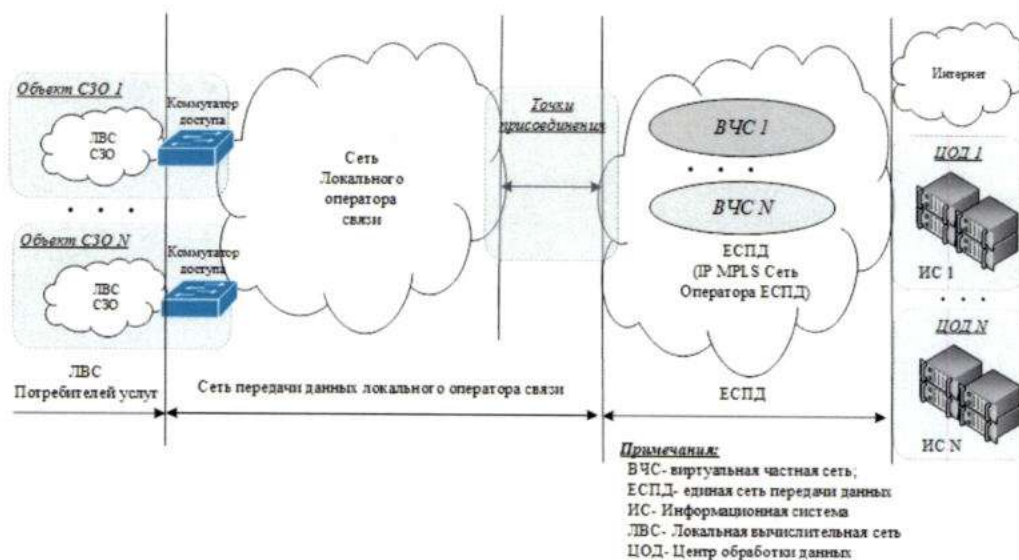 Объект СЗО 1
Коммутатор
доступа
ЛВС
СЗО
Объект СЗО N
Коммутатор
доступа
ЛВС
СЗО
ЛВС
Потребителей услуг
Сеть
Локального
оператора
связи
Сеть передачи данных локального оператора связи
Точки
присоединения
ВЧС 1
ВЧС N
ЕСПД
(IP MPLS Сеть
Оператора ЕСПД)
ЕСПД
Интернет
ЦОД 1
ИС 1
ЦОД N
ИС N
Примечания:
ВЧС- виртуальная частная сеть;
ЕСПД- единая сеть передачи данных
ИС- Информационная система
ЛВС- Локальная вычислительная сеть
ЦОД- Центр обработки данных